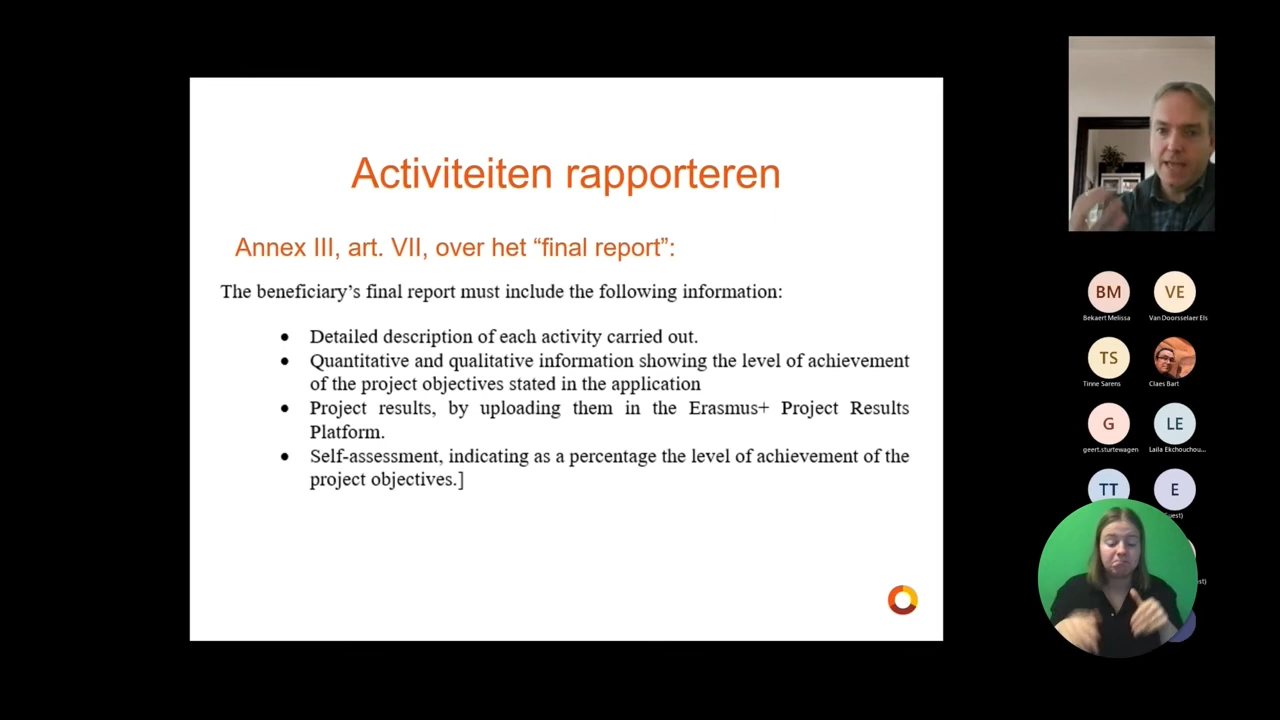 Activiteiten rapporteren
Annex III, art. VII, over het “final report”:
The beneficiary’s final report must include the following information:
• Detailed description of each activity carried out.
• Quantitative and qualitative information showing the level of achievement
of the project objectives stated in the application
• Project results, by uploading them in the Erasmus+ Project Results
Platform.
• Self-assessment, indicating as a percentage the level of achievement of the
project objectives.]
BM VE
Bekaert Melissa Van Doorsselaer Els
TS
Tinne Sarens Claes Bart
G LE
geert.sturtewagen Laila Ekchouchou...
TT E